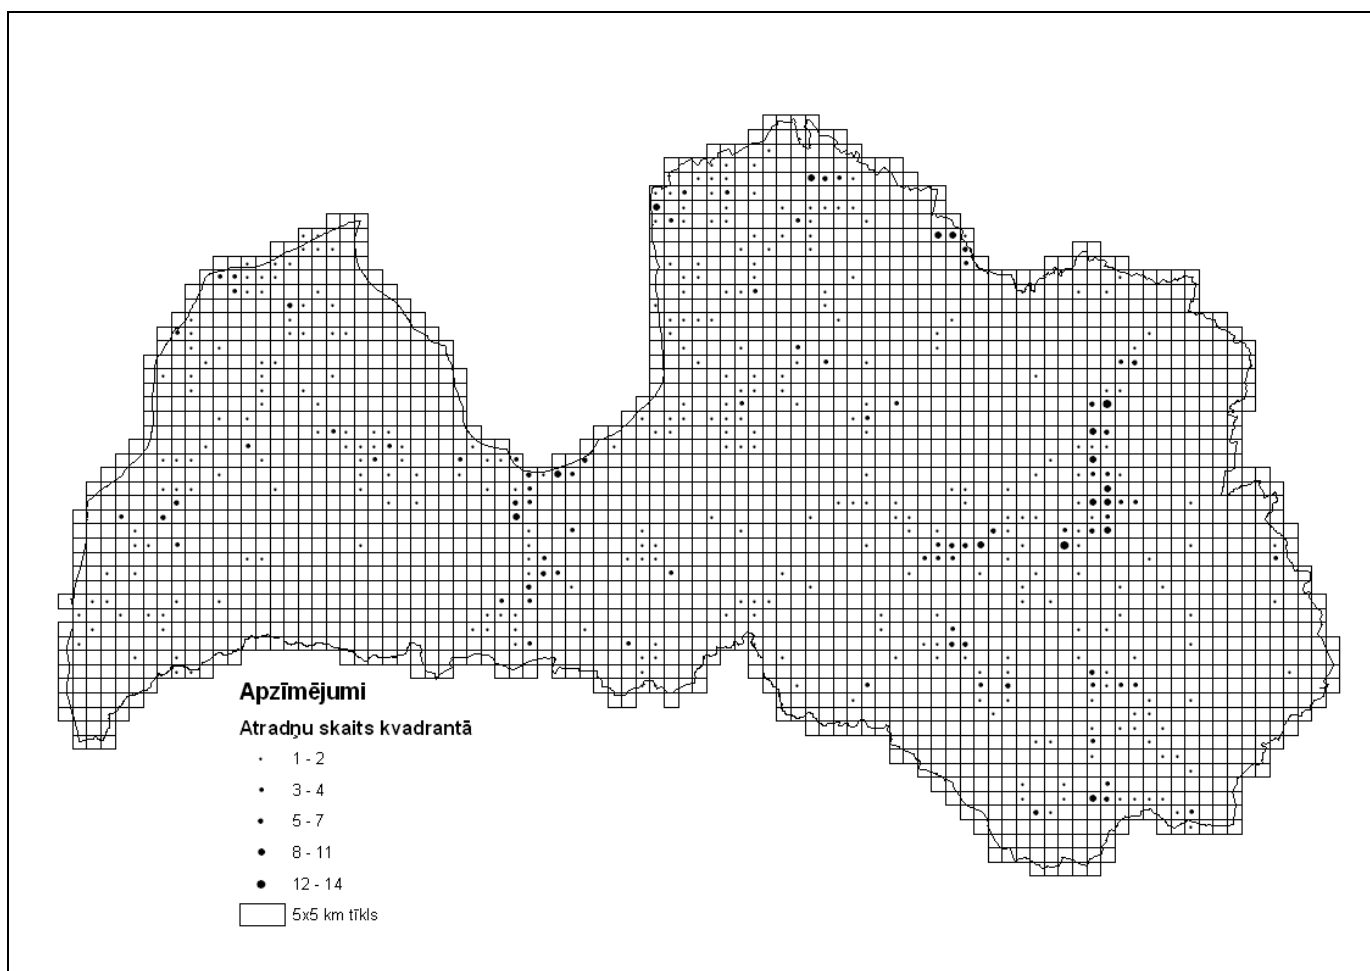 Apzīmējumi
Atradņu skaits kvadrantā
1 - 2
3 - 4
5 - 7
8 - 11
12 - 14
5x5 km tīkls